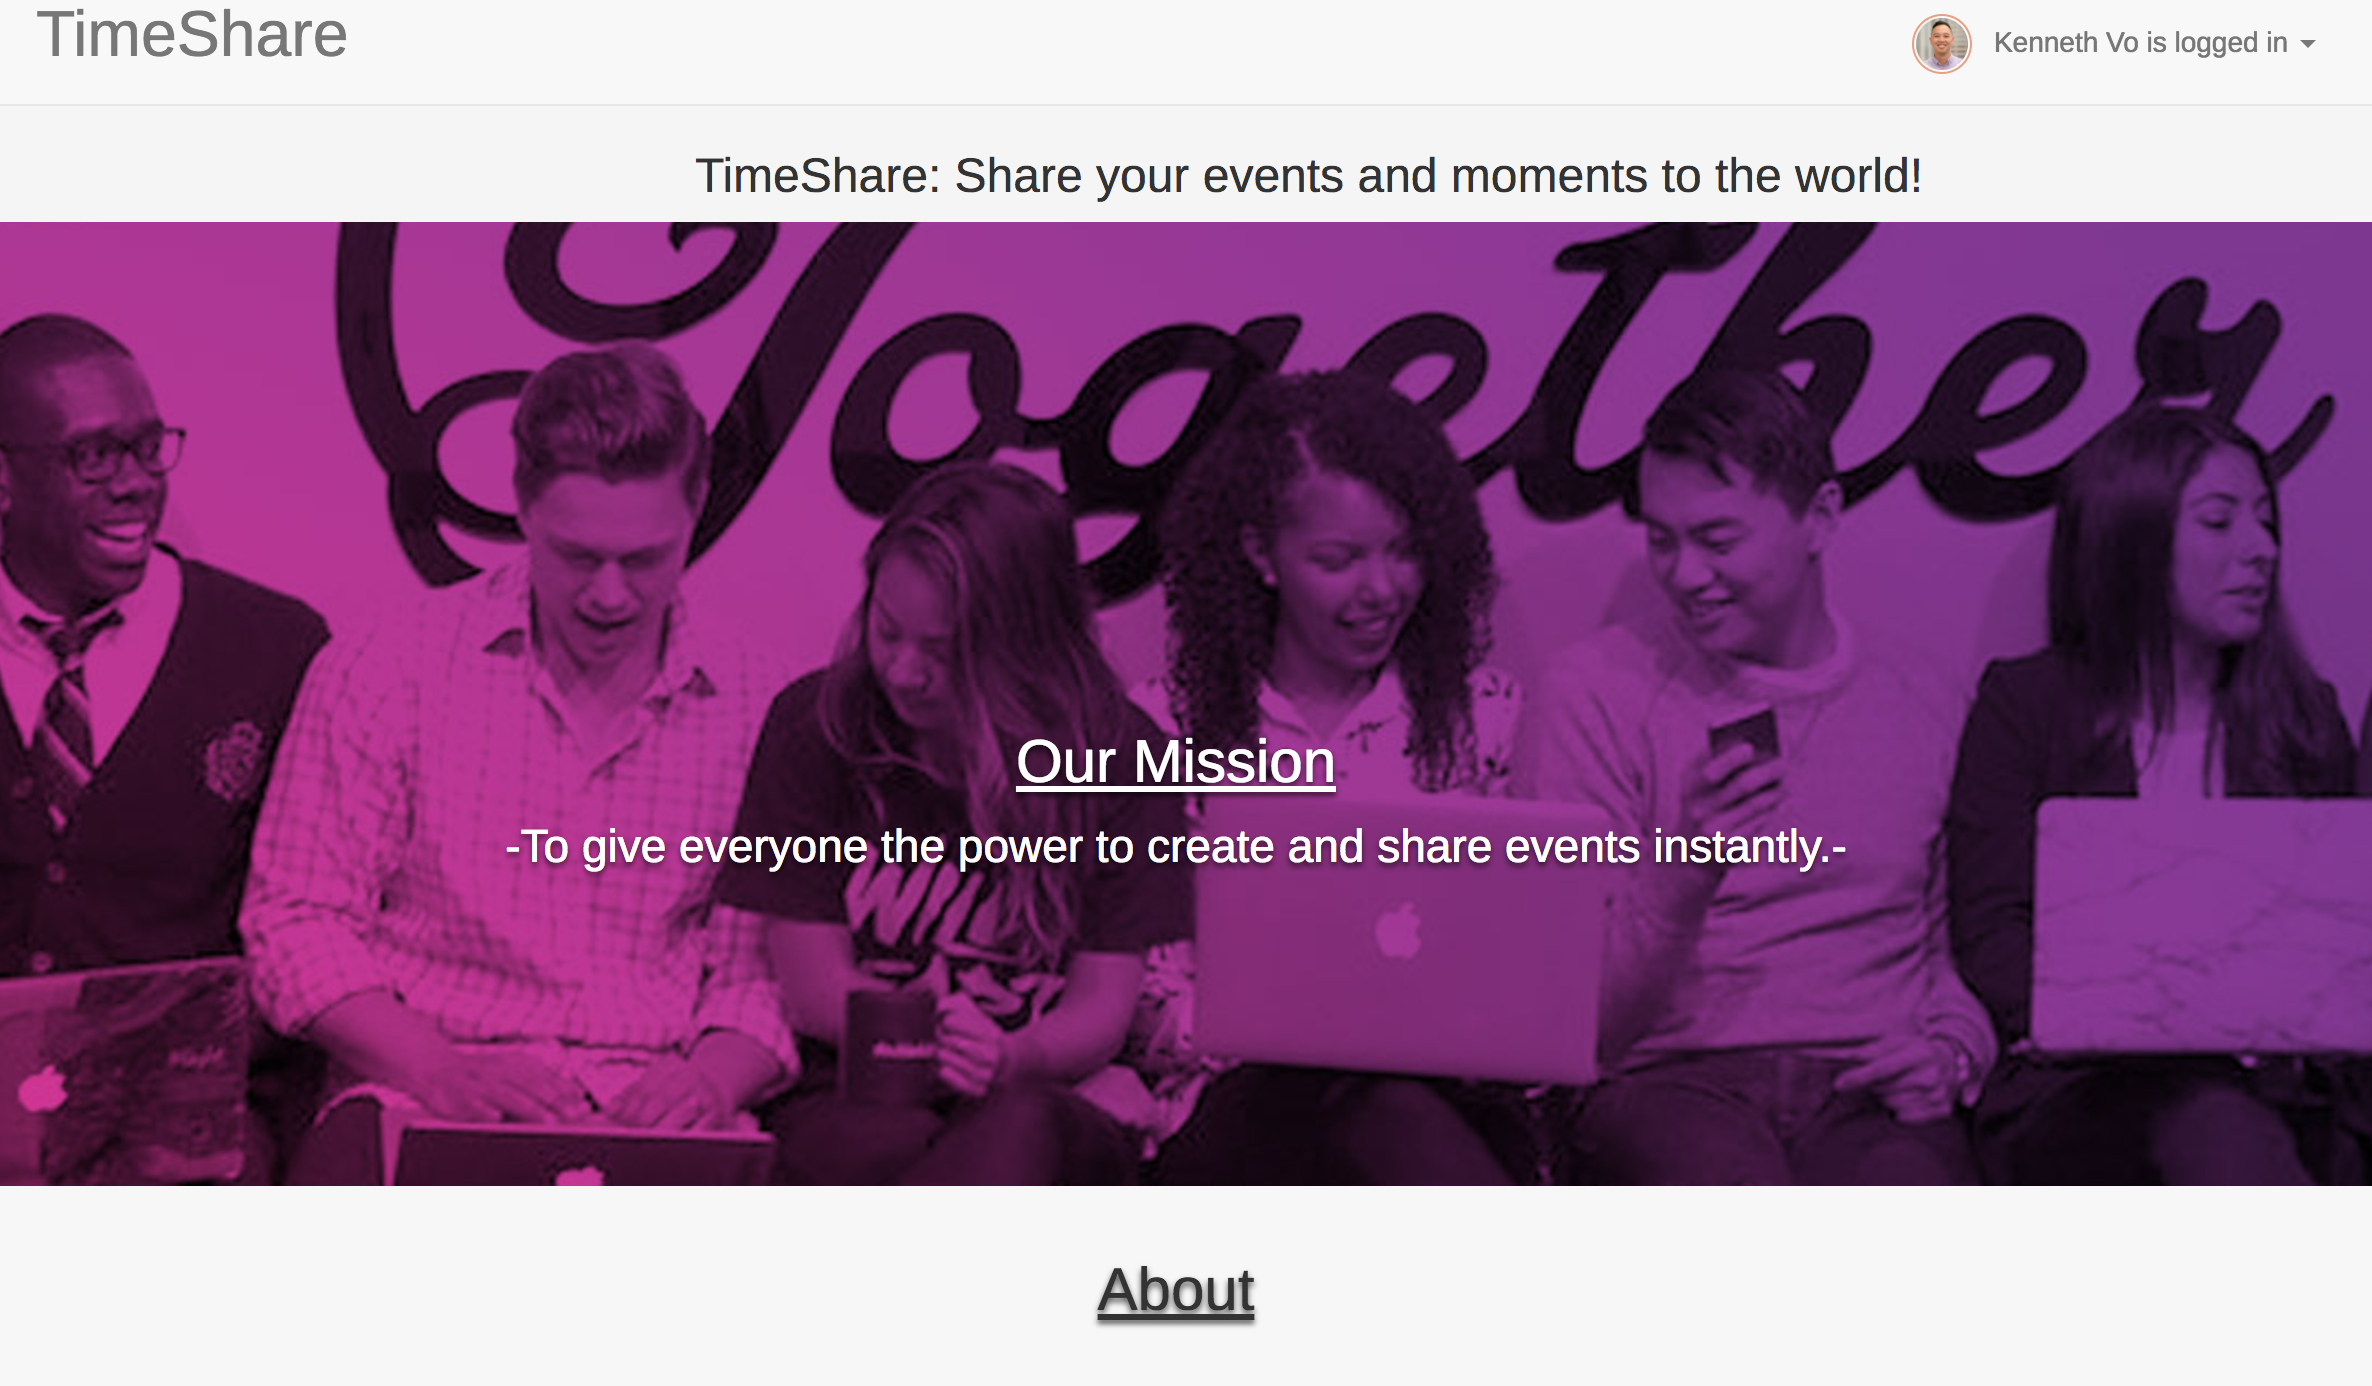 TimeShare
Kenneth Vo is logged in
TimeShare: Share your events and moments to the world!
Together
Our Mission
-To give everyone the power to create and share events instantly.-
About